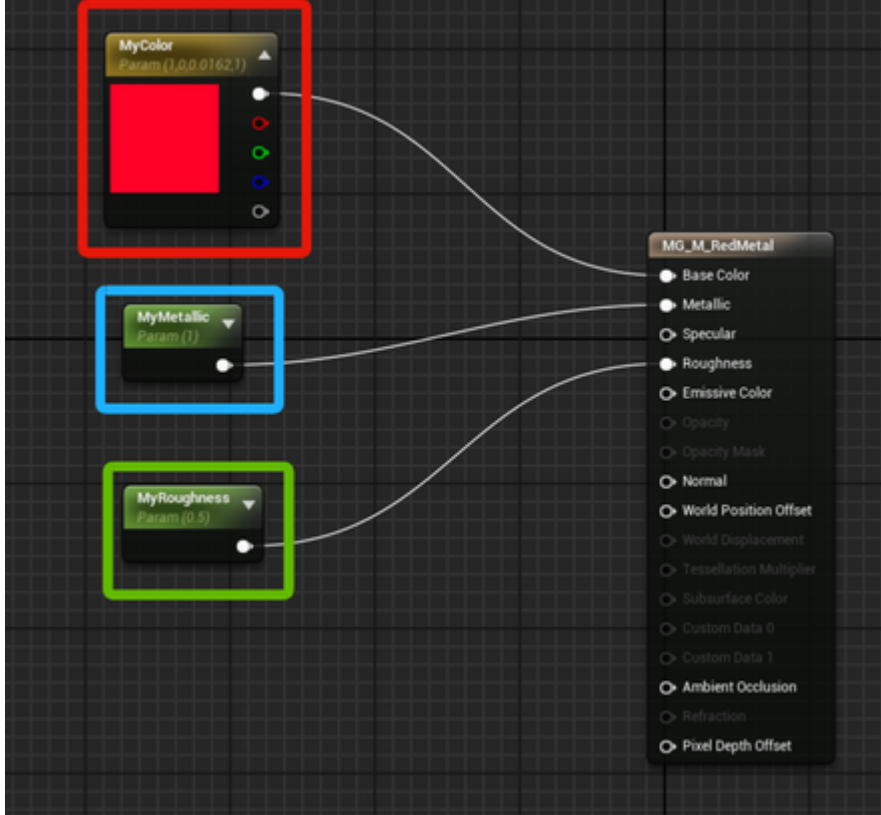 MyColor
Param (1,0,0.0162,1)
MyMetallic
Param (1)
MyRoughness
Param (0.5)
MG_M_RedMetal
Base Color
Metallic
Specular
Roughness
Emissive Color
Opacity
Opacity Mask
Normal
World Position Offset
World Displacement
Tessellation Multiplier
Subsurface Color
Custom Data 0
Custom Data 1
Ambient Occlusion
Refraction
Pixel Depth Offset